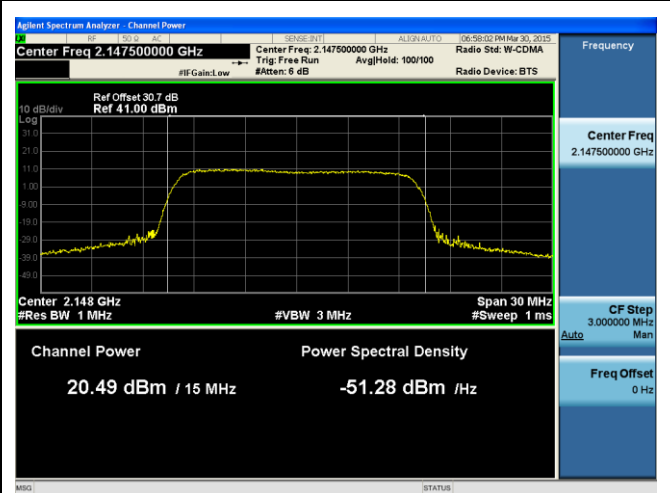 Agilent Spectrum Analyzer - Channel Power
RF 50 Ω AC SENSE:INT ALIGN AUTO 06:58:02 PM Mar 30, 2015
Center Freq 2.147500000 GHz
Center Freq: 2.147500000 GHz
Radio Std: W-CDMA
Trig: Free Run Avg|Hold: 100/100
#IFGain:Low #Atten: 6 dB Radio Device: BTS
Frequency
Ref Offset 30.7 dB
10 dB/div Ref 41.00 dBm
Log
31.0
21.0
11.0
1.00
-9.00
-19.0
-29.0
-39.0
-49.0
Center 2.148 GHz Span 30 MHz
#Res BW 1 MHz #VBW 3 MHz #Sweep 1 ms
Channel Power Power Spectral Density
20.49 dBm / 15 MHz -51.28 dBm /Hz
Center Freq
2.147500000 GHz
CF Step
3.000000 MHz
Auto Man
Freq Offset
0 Hz
MSG STATUS